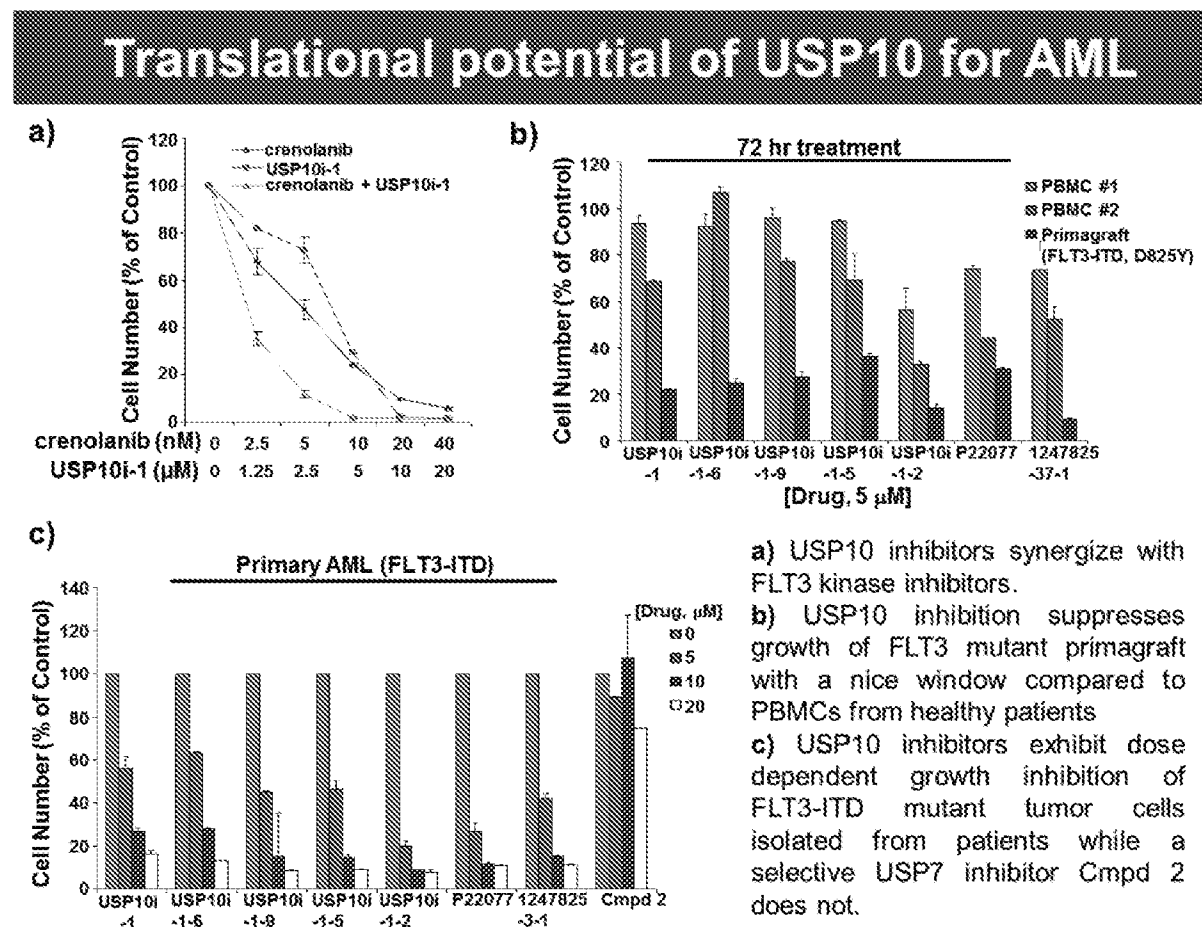 Translational potential of USP10 for AML
a)
Cell Number (% of Control)
120
100
80
60
40
20
0
crenolanib
USP10i-1
crenolanib + USP10i-1
crenolanib (nM) 0 2.5 5 10 20 40
USP10i-1 (µM) 0 1.25 2.5 5 10 20
b)
72 hr treatment
Cell Number (% of Control)
120
100
80
60
40
20
0
PBMC #1
PBMC #2
Primagraft
(FLT3-ITD, D825Y)
USP10i USP10i USP10i USP10i USP10i P22077 1247825
-1 -1-6 -1-9 -1-5 -1-2 -37-1
[Drug, 5 µM]
c)
Primary AML (FLT3-ITD)
Cell Number (% of Control)
140
120
100
80
60
40
20
0
[Drug, µM]
0
5
10
20
USP10i USP10i USP10i USP10i USP10i P22077 1247825 Cmpd 2
-1 -1-6 -1-9 -1-5 -1-2 -3-1
a) USP10 inhibitors synergize with
FLT3 kinase inhibitors.
b) USP10 inhibition suppresses
growth of FLT3 mutant primagraft
with a nice window compared to
PBMCs from healthy patients
c) USP10 inhibitors exhibit dose
dependent growth inhibition of
FLT3-ITD mutant tumor cells
isolated from patients while a
selective USP7 inhibitor Cmpd 2
does not.